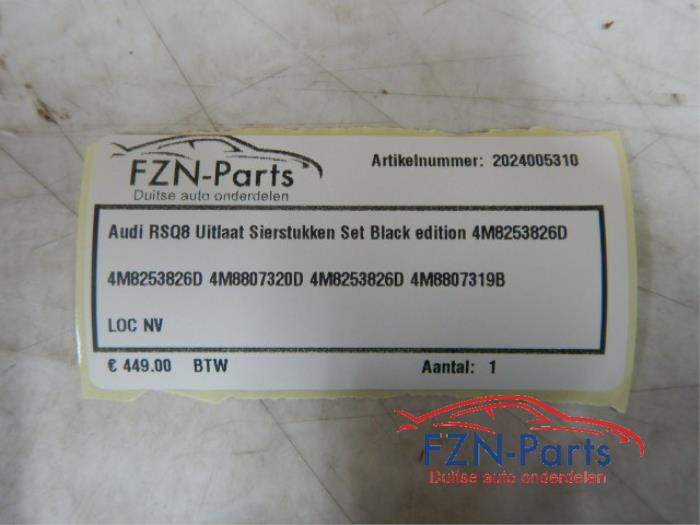 FZN-Parts
Duitse auto onderdelen
Artikelnummer: 2024005310
Audi RSQ8 Uitlaat Sierstukken Set Black edition 4M8253826D
4M8253826D 4M8807320D 4M8253826D 4M8807319B
LOC NV
€ 449.00 BTW
Aantal: 1
FZN-Parts
Duitse auto onderdelen